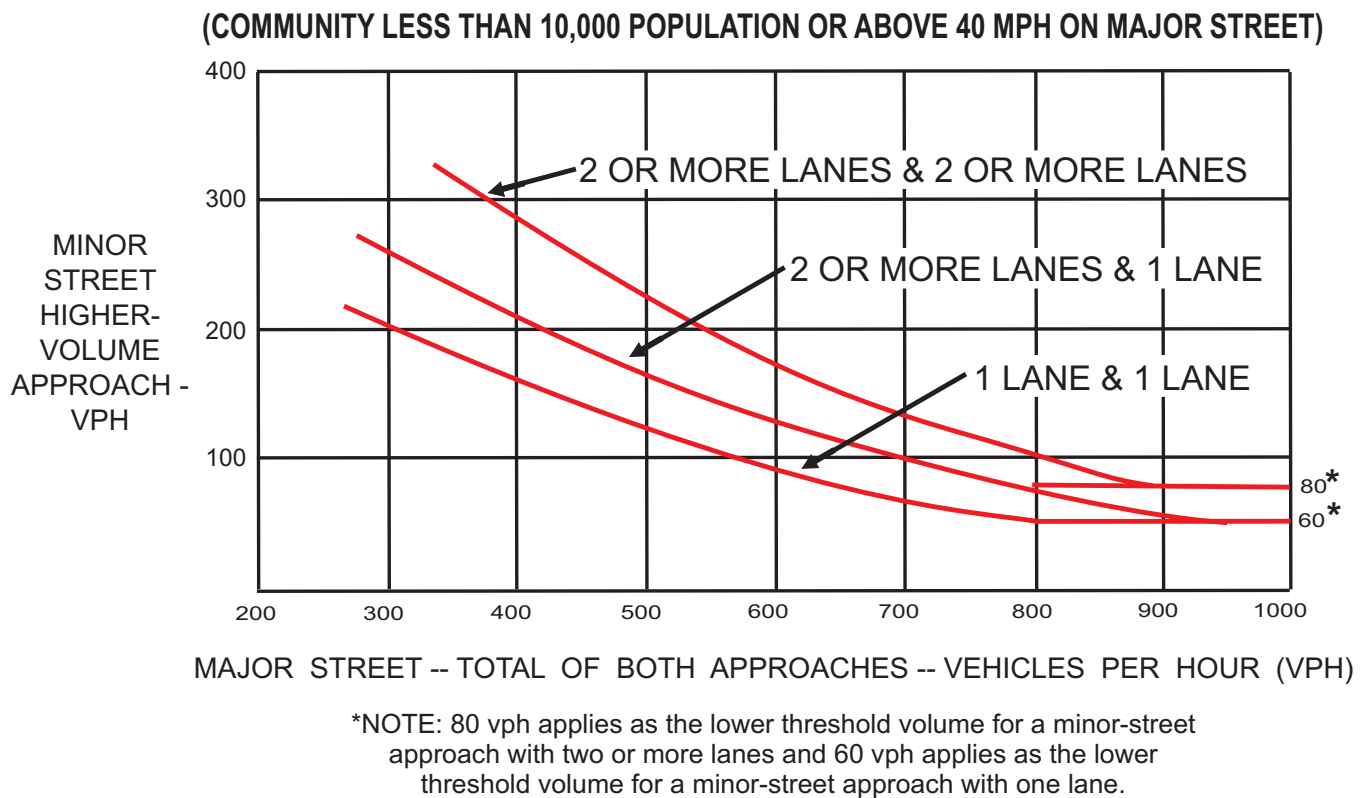 (COMMUNITY LESS THAN 10,000 POPULATION OR ABOVE 40 MPH ON MAJOR STREET)
400
300
200
100
MINOR
STREET
HIGHER-
VOLUME
APPROACH -
VPH
2 OR MORE LANES & 2 OR MORE LANES
2 OR MORE LANES & 1 LANE
1 LANE & 1 LANE
80*
60*
200 300 400 500 600 700 800 900 1000
MAJOR STREET -- TOTAL OF BOTH APPROACHES -- VEHICLES PER HOUR (VPH)
*NOTE: 80 vph applies as the lower threshold volume for a minor-street
approach with two or more lanes and 60 vph applies as the lower
threshold volume for a minor-street approach with one lane.